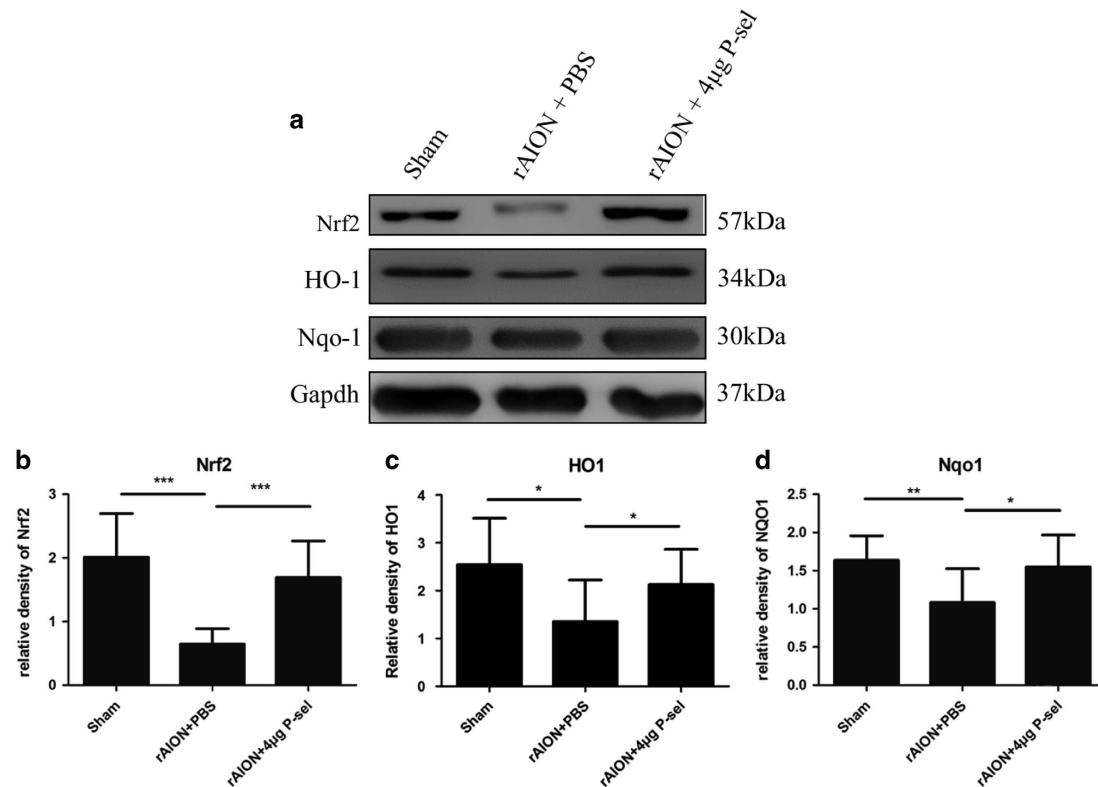 a
Sham
rAION + PBS
rAION + 4µg P-sel
Nrf2
57kDa
HO-1
34kDa
Nqo-1
30kDa
Gapdh
37kDa
b
Nrf2
relative density of Nrf2
3
2
1
0
***
***
Sham
rAION+PBS
rAION+4µg P-sel
c
HO1
Relative density of HO1
4
3
2
1
0
*
*
Sham
rAION+PBS
rAION+4µg P-sel
d
Nqo1
relative density of NQO1
2.5
2.0
1.5
1.0
0.5
0.0
**
*
Sham
rAION+PBS
rAION+4µg P-sel